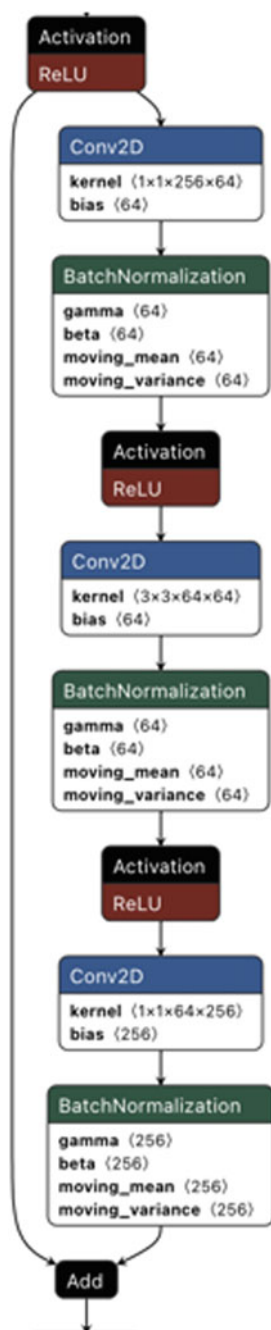 Activation
ReLU
Conv2D
kernel ⟨1×1×256×64⟩
bias ⟨64⟩
BatchNormalization
gamma ⟨64⟩
beta ⟨64⟩
moving_mean ⟨64⟩
moving_variance ⟨64⟩
Activation
ReLU
Conv2D
kernel ⟨3×3×64×64⟩
bias ⟨64⟩
BatchNormalization
gamma ⟨64⟩
beta ⟨64⟩
moving_mean ⟨64⟩
moving_variance ⟨64⟩
Activation
ReLU
Conv2D
kernel ⟨1×1×64×256⟩
bias ⟨256⟩
BatchNormalization
gamma ⟨256⟩
beta ⟨256⟩
moving_mean ⟨256⟩
moving_variance ⟨256⟩
Add